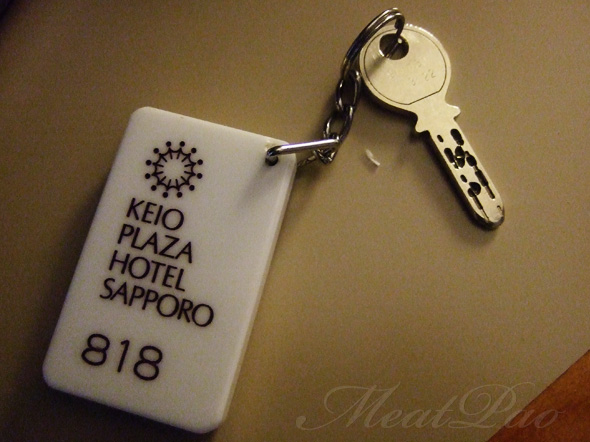 KEIO
PLAZA
HOTEL
SAPPORO
818
MeatPao